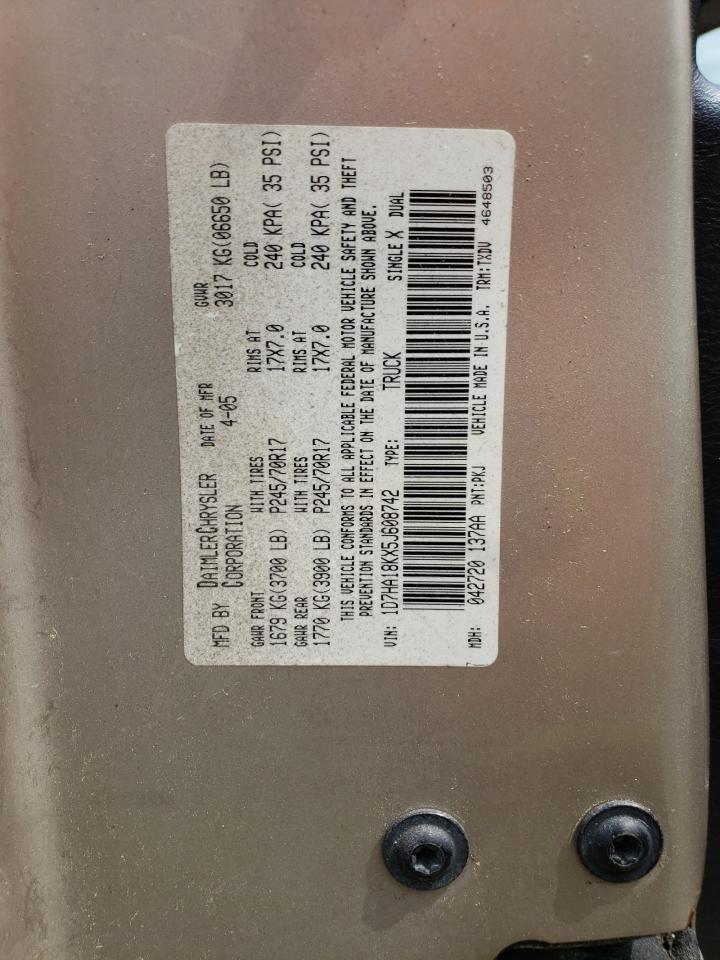 MFD BY DAIMLERCHRYSLER CORPORATION DATE OF MFR 4-05 GVWR 3017 KG(06650 LB)
GAWR FRONT WITH TIRES RIMS AT COLD
1679 KG(3700 LB) P245/70R17 17X7.0 240 KPA( 35 PSI)
GAWR REAR WITH TIRES RIMS AT COLD
1770 KG(3900 LB) P245/70R17 17X7.0 240 KPA( 35 PSI)
THIS VEHICLE CONFORMS TO ALL APPLICABLE FEDERAL MOTOR VEHICLE SAFETY AND THEFT
PREVENTION STANDARDS IN EFFECT ON THE DATE OF MANUFACTURE SHOWN ABOVE.
VIN: 1D7HA18KX5J608742 TYPE: TRUCK SINGLE X DUAL
MDH: 042720 137AA PNT:PKJ VEHICLE MADE IN U.S.A. TRM:TXDV 4648503